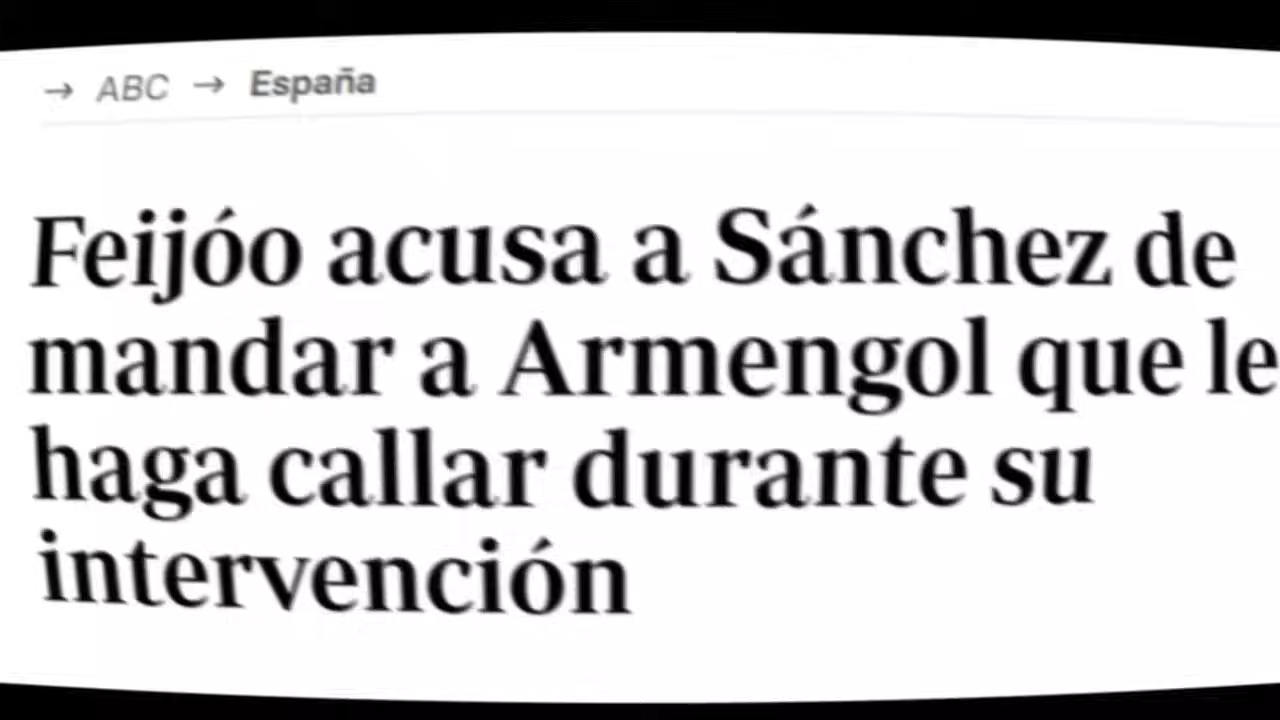 → ABC → España
Feijóo acusa a Sánchez de
mandar a Armengol que le
haga callar durante su
intervención